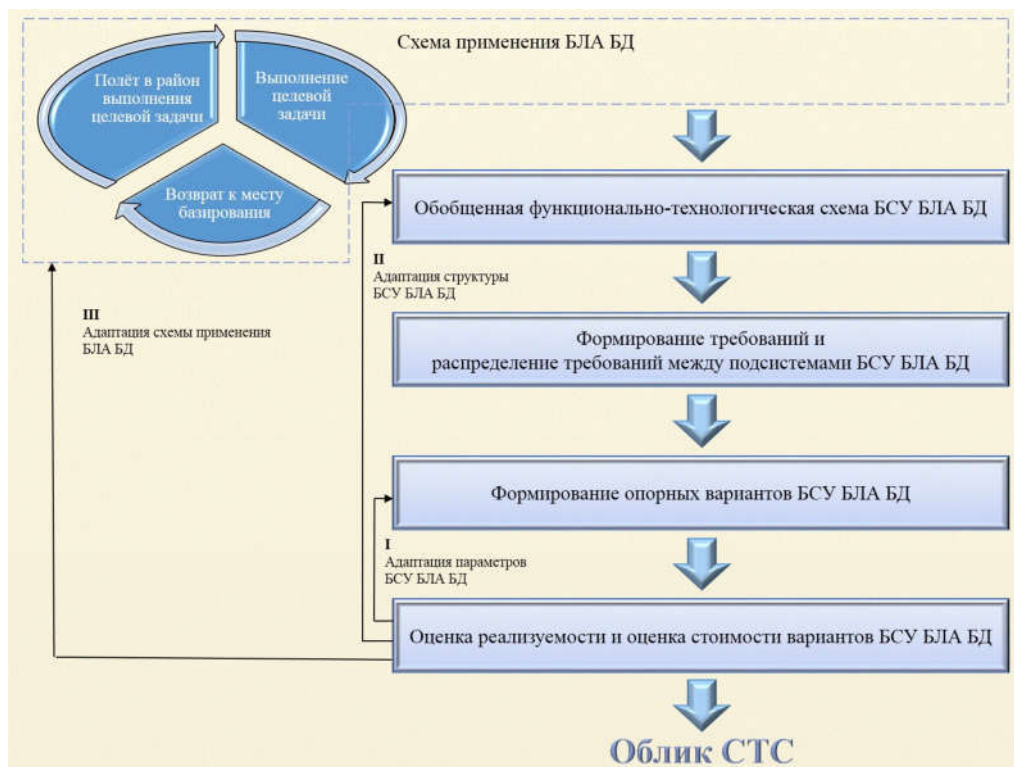 Схема применения БЛА БД
Полёт в район
выполнения
целевой задачи
Выполнение
целевой
задачи
Возврат к месту
базирования
Обобщенная функционально-технологическая схема БСУ БЛА БД
II
Адаптация структуры
БСУ БЛА БД
III
Адаптация схемы применения
БЛА БД
Формирование требований и
распределение требований между подсистемами БСУ БЛА БД
Формирование опорных вариантов БСУ БЛА БД
I
Адаптация параметров
БСУ БЛА БД
Оценка реализуемости и оценка стоимости вариантов БСУ БЛА БД
Облик СТС